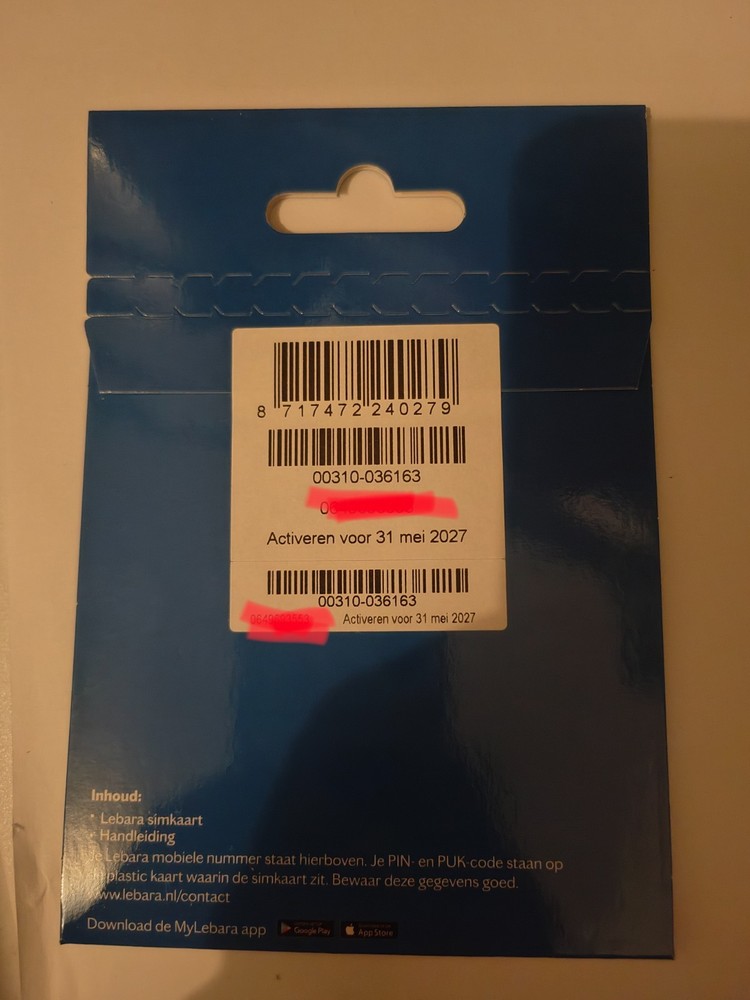 8 717472 240279
00310-036163
Activeren voor 31 mei 2027
00310-036163
Activeren voor 31 mei 2027
Inhoud:
· Lebara simkaart
· Handleiding
Lebara mobiele nummer staat hierboven. Je PIN- en PUK-code staan op
plastic kaart waarin de simkaart zit. Bewaar deze gegevens goed.
www.lebara.nl/contact
Download de MyLebara app Google Play App Store